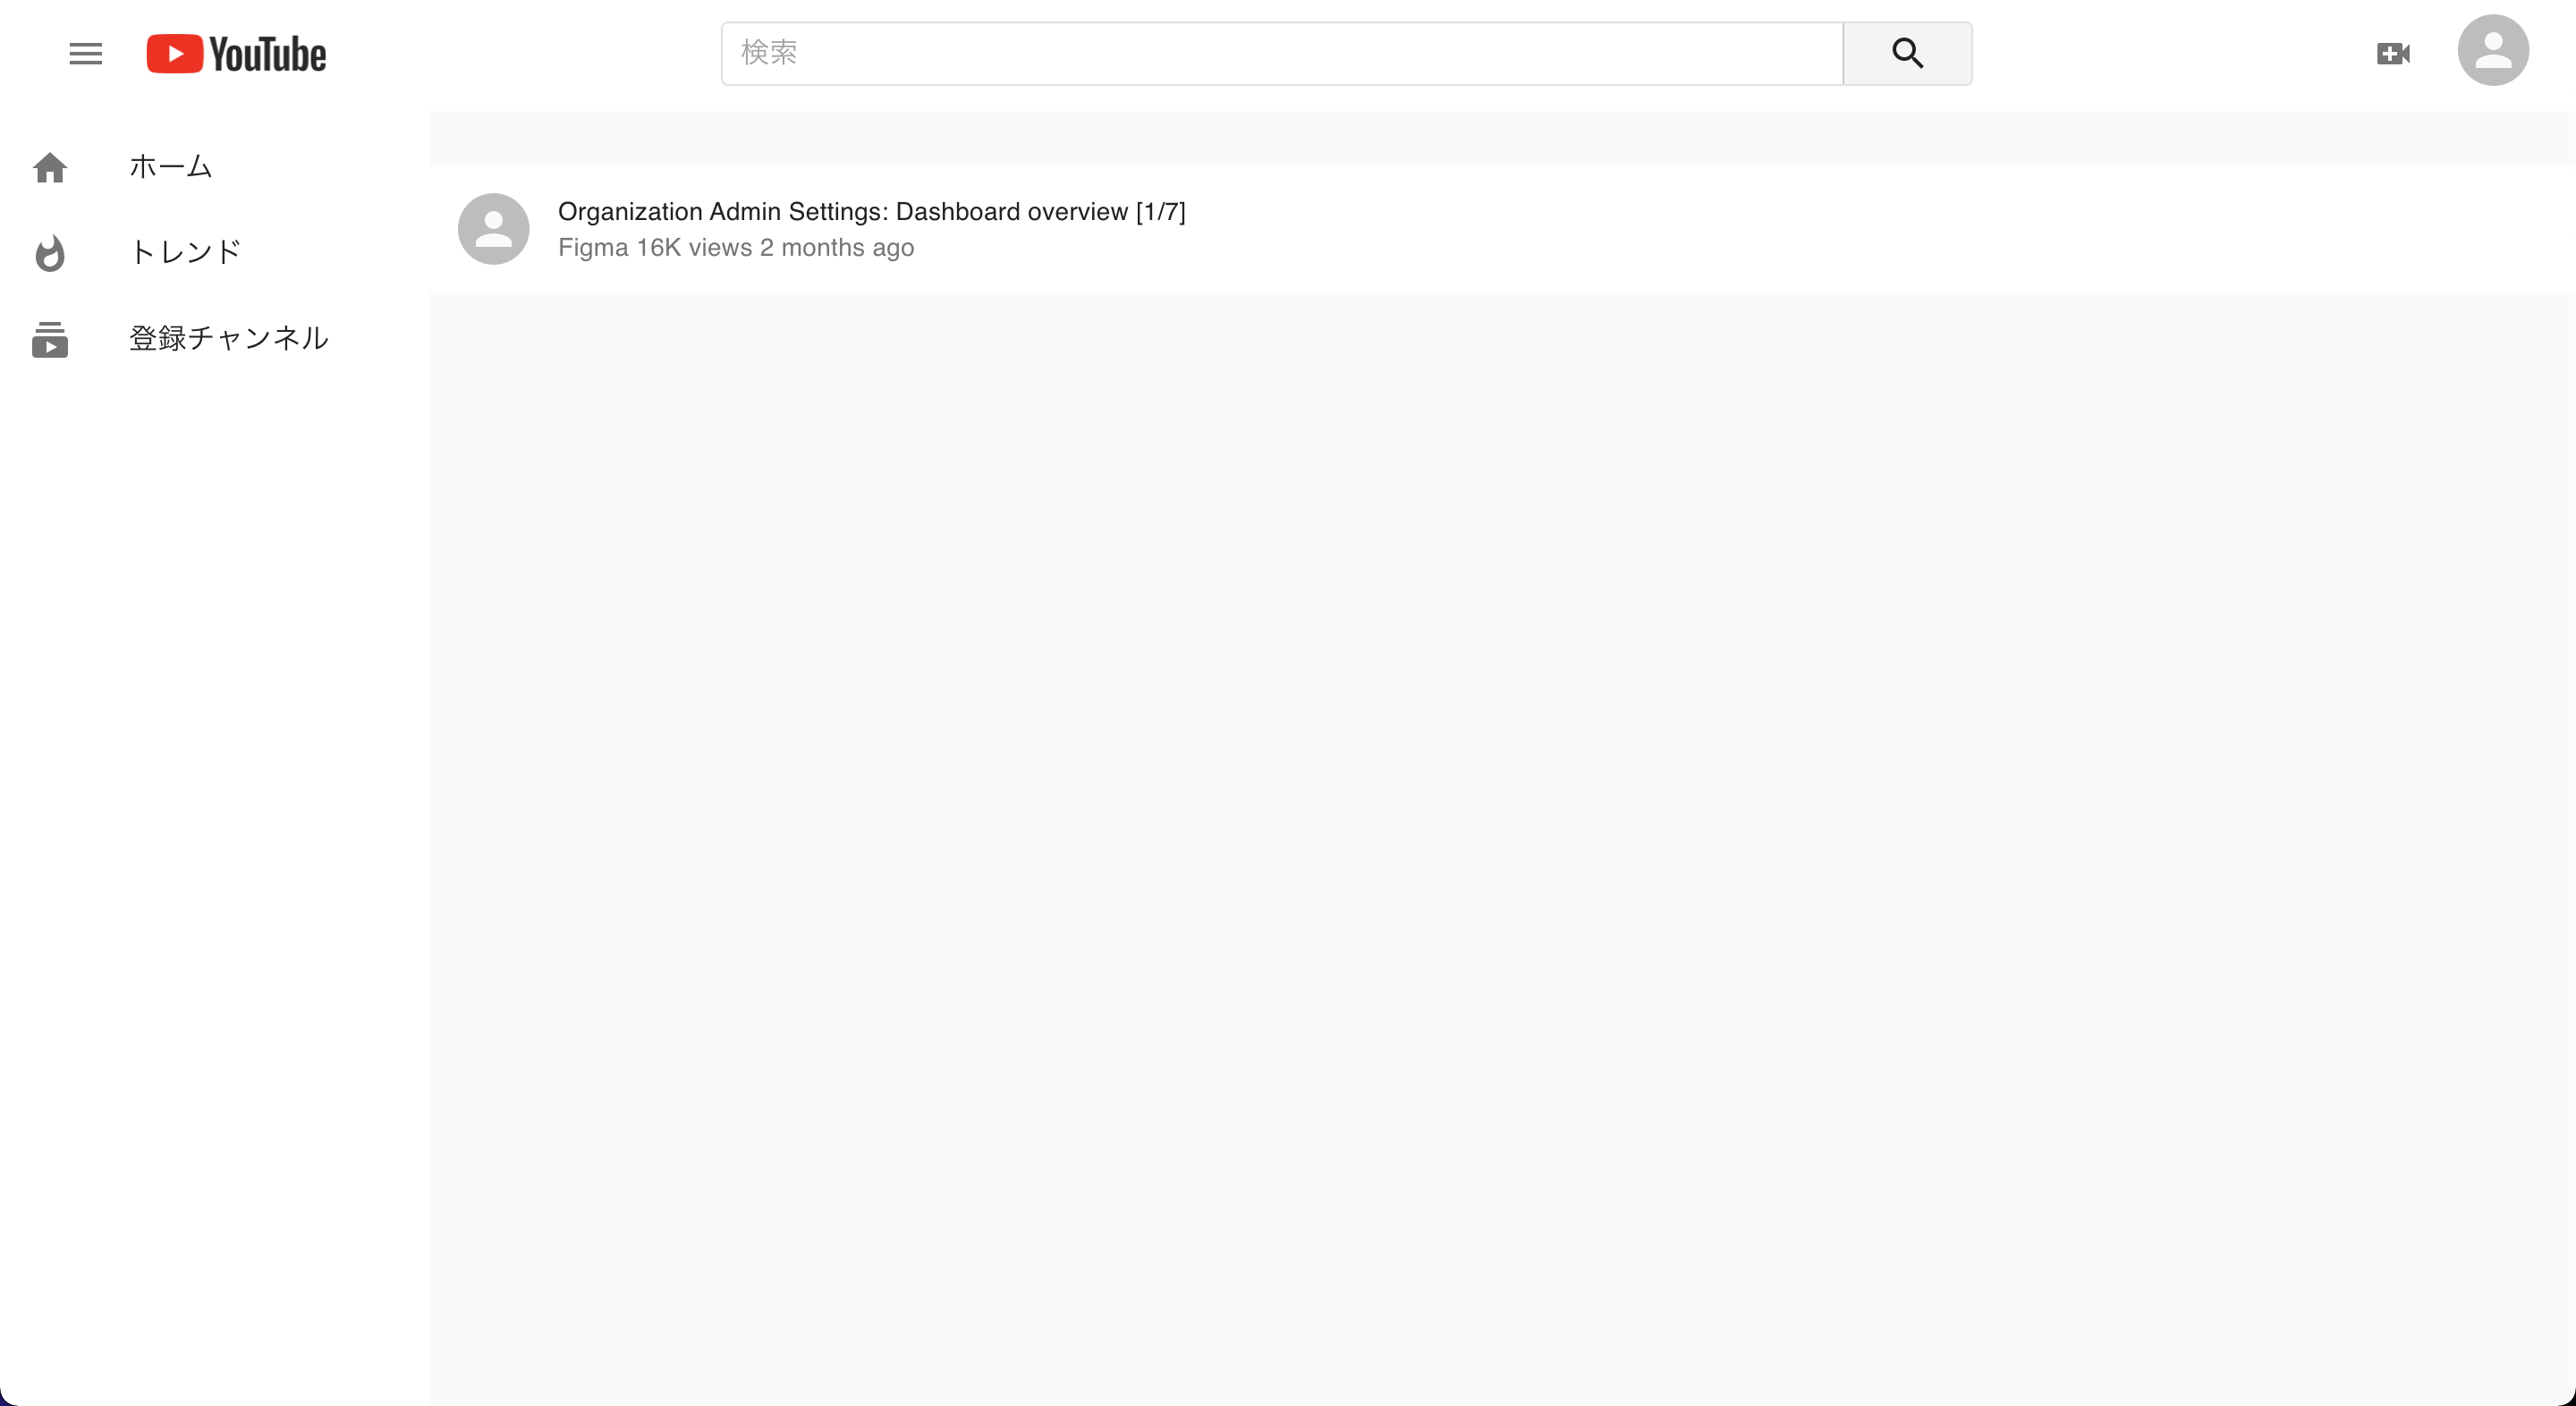 YouTube
検索
ホーム
トレンド
登録チャンネル
Organization Admin Settings: Dashboard overview [1/7]
Figma 16K views 2 months ago